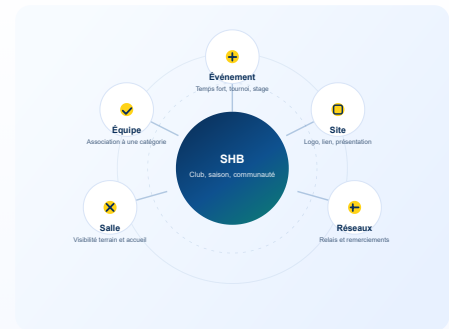 Événement
Temps fort, tournoi, stage
Équipe
Association à une catégorie
Site
Logo, lien, présentation
SHB
Club, saison, communauté
Salle
Visibilité terrain et accueil
Réseaux
Relais et remerciements